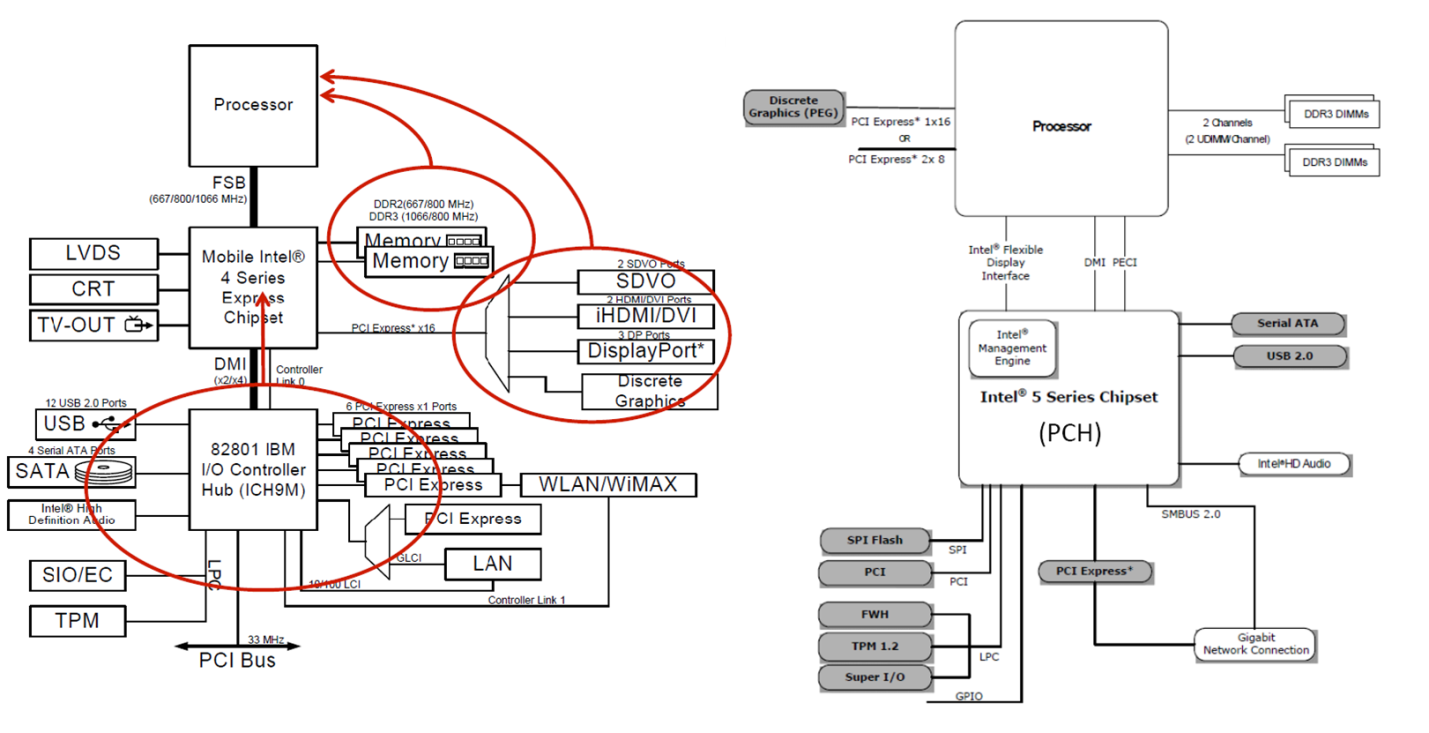 Processor
FSB
(667/800/1066 MHz)
DDR2(667/800 MHz)
DDR3 (1066/800 MHz)
Memory
Memory
LVDS
CRT
TV-OUT
Mobile Intel®
4 Series
Express
Chipset
PCI Express* x16
2 SDVO Ports
SDVO
2 HDMI/DVI Ports
iHDMI/DVI
3 DP Ports
DisplayPort*
Discrete
Graphics
DMI
(x2/x4)
Controller
Link 0
12 USB 2.0 Ports
USB
4 Serial ATA Ports
SATA
Intel® High
Definition Audio
82801 IBM
I/O Controller
Hub (ICH9M)
6 PCI Express x1 Ports
PCI Express
PCI Express
PCI Express
PCI Express
PCI Express
WLAN/WiMAX
PCI Express
GLCI
LAN
10/100 LCI
Controller Link 1
SIO/EC
LPC
TPM
33 MHz
PCI Bus
Discrete
Graphics (PEG)
PCI Express* 1x16
OR
PCI Express* 2x 8
Processor
2 Channels
(2 UDIMM/Channel)
DDR3 DIMMs
DDR3 DIMMs
Intel® Flexible
Display
Interface
DMI PECI
Intel®
Management
Engine
Intel® 5 Series Chipset
(PCH)
Serial ATA
USB 2.0
Intel®HD Audio
SMBUS 2.0
SPI Flash
SPI
PCI
PCI
PCI Express*
FWH
TPM 1.2
LPC
Super I/O
GPIO
Gigabit
Network Connection